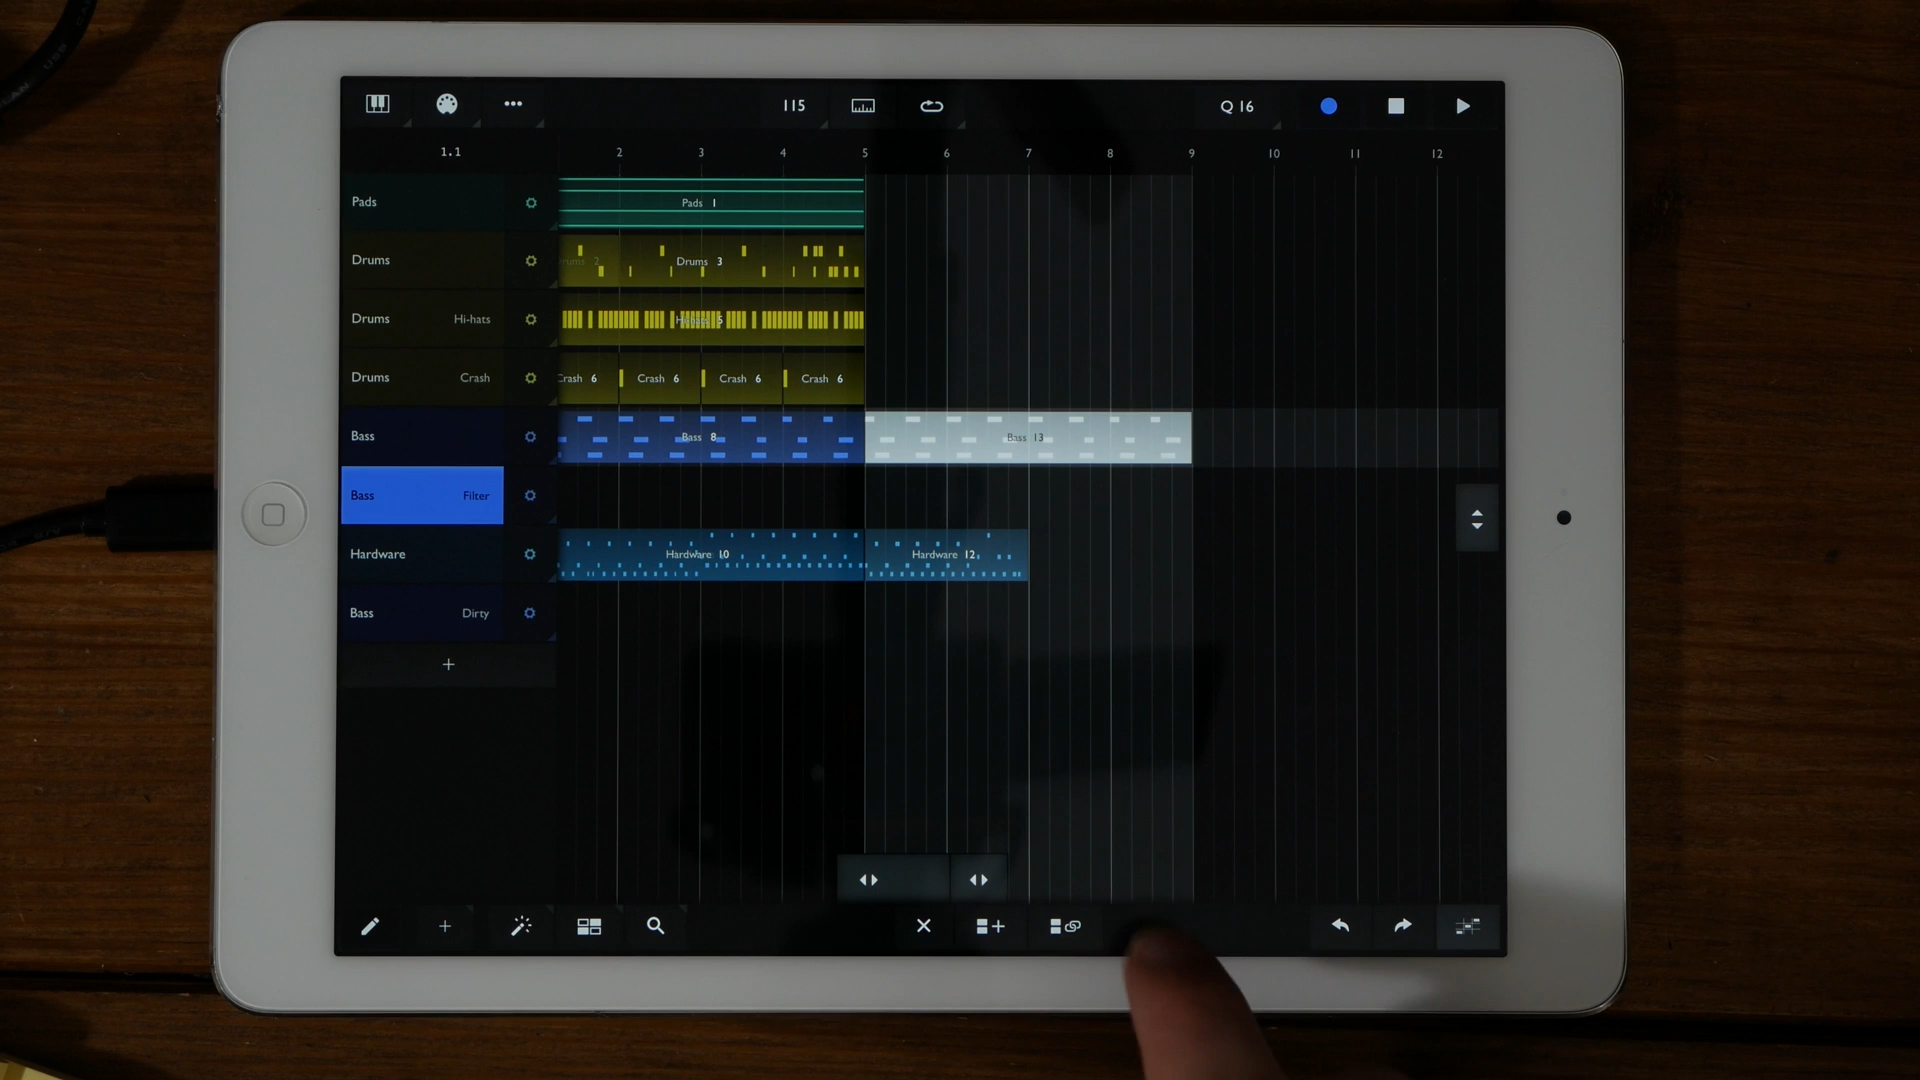 115 Q 16
1.1 2 3 4 5 6 7 8 9 10 11 12
Pads Pads 1
Drums Drums 3
Drums Hi-hats
Drums Crash Crash 6 Crash 6 Crash 6 Crash 6
Bass Bass 8 Bass 13
Bass Filter
Hardware Hardware 10 Hardware 12
Bass Dirty